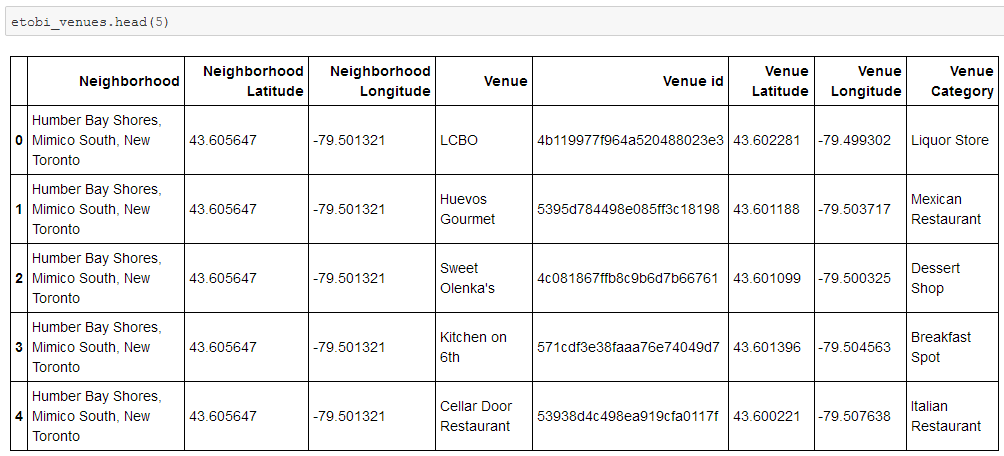 etobi_venues.head(5)
Neighborhood Neighborhood Latitude Neighborhood Longitude Venue Venue id Venue Latitude Venue Longitude Venue Category
0 Humber Bay Shores, Mimico South, New Toronto 43.605647 -79.501321 LCBO 4b119977f964a520488023e3 43.602281 -79.499302 Liquor Store
1 Humber Bay Shores, Mimico South, New Toronto 43.605647 -79.501321 Huevos Gourmet 5395d784498e085ff3c18198 43.601188 -79.503717 Mexican Restaurant
2 Humber Bay Shores, Mimico South, New Toronto 43.605647 -79.501321 Sweet Olenka's 4c081867ffb8c9b6d7b66761 43.601099 -79.500325 Dessert Shop
3 Humber Bay Shores, Mimico South, New Toronto 43.605647 -79.501321 Kitchen on 6th 571cdf3e38faaa76e74049d7 43.601396 -79.504563 Breakfast Spot
4 Humber Bay Shores, Mimico South, New Toronto 43.605647 -79.501321 Cellar Door Restaurant 53938d4c498ea919cfa0117f 43.600221 -79.507638 Italian Restaurant